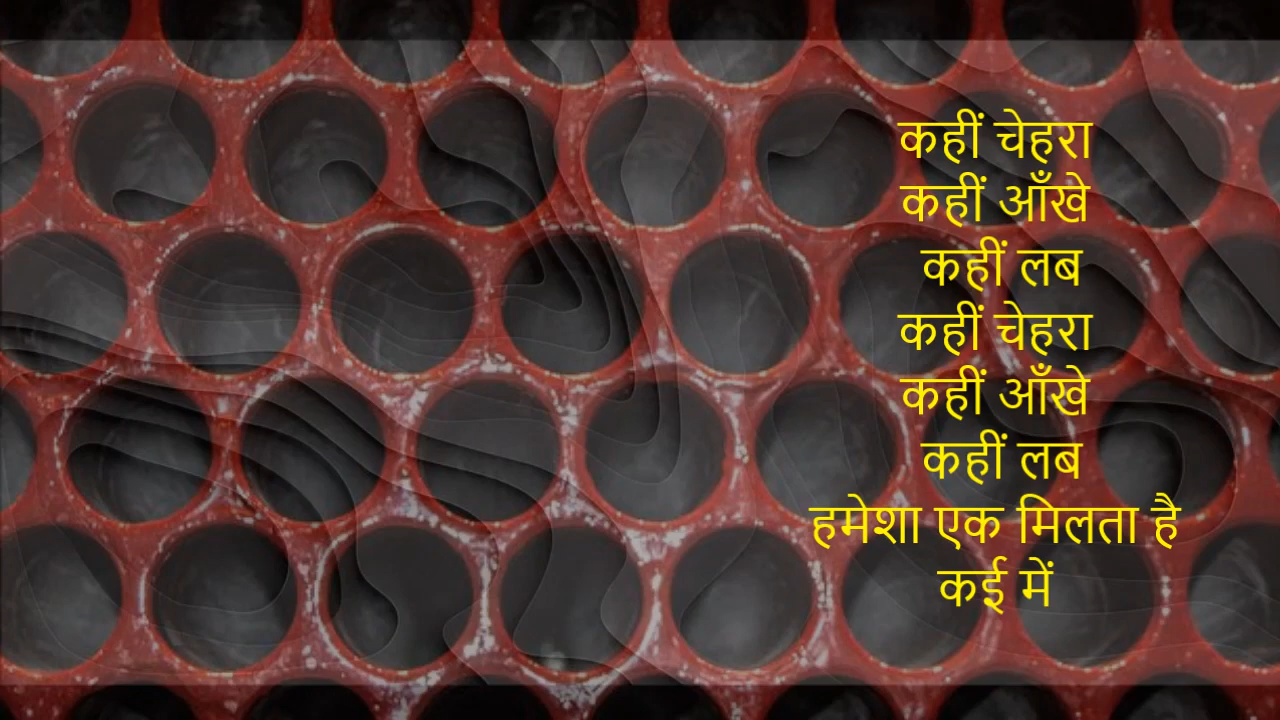 कहीं चेहरा
कहीं आँखे
कहीं लब
कहीं चेहरा
कहीं आँखे
कहीं लब
हमेशा एक मिलता है
कई में